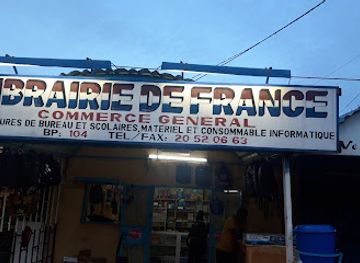 IBRAIRIE DE FRANCE
COMMERCE GENERAL
URES DE BUREAU ET SCOLAIRES, MATERIEL ET CONSOMMABLE INFORMATIQUE
BP: 104 TEL/FAX: 20 52 06 63